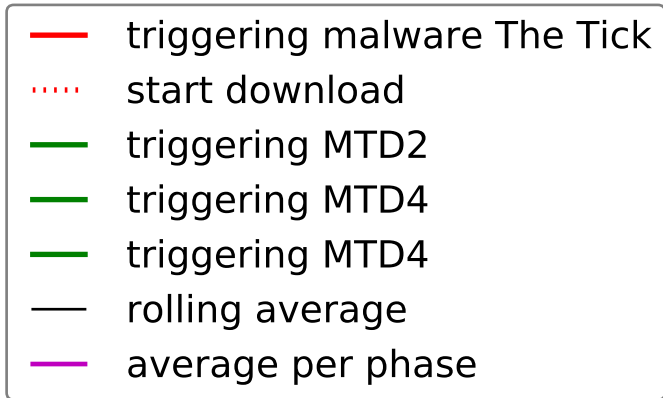 triggering malware The Tick
start download
triggering MTD2
triggering MTD4
triggering MTD4
rolling average
average per phase